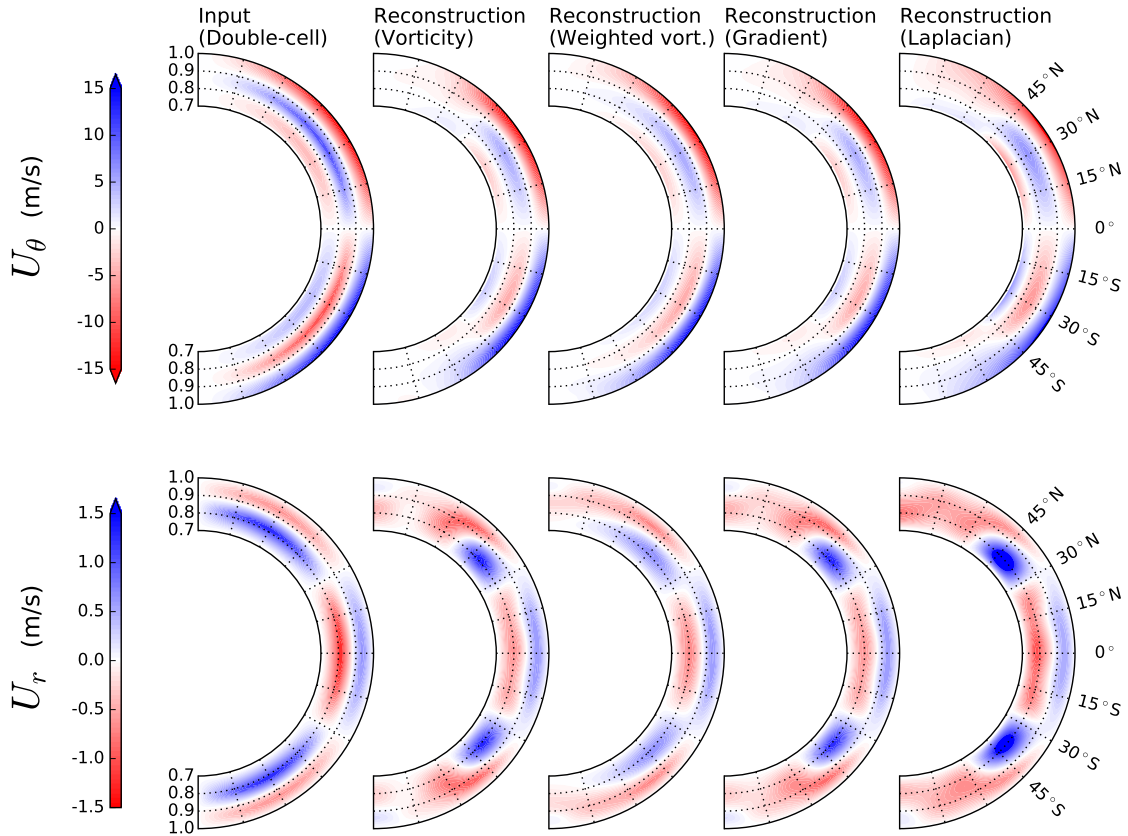 Input
(Double-cell)
Reconstruction
(Vorticity)
Reconstruction
(Weighted vort.)
Reconstruction
(Gradient)
Reconstruction
(Laplacian)
1.0
0.9
0.8
0.7
0.7
0.8
0.9
1.0
15
10
5
0
-5
-10
-15
U_θ (m/s)
45°N
30°N
15°N
0°
15°S
30°S
45°S
1.0
0.9
0.8
0.7
0.7
0.8
0.9
1.0
1.5
1.0
0.5
0.0
-0.5
-1.0
-1.5
U_r (m/s)
45°N
30°N
15°N
0°
15°S
30°S
45°S